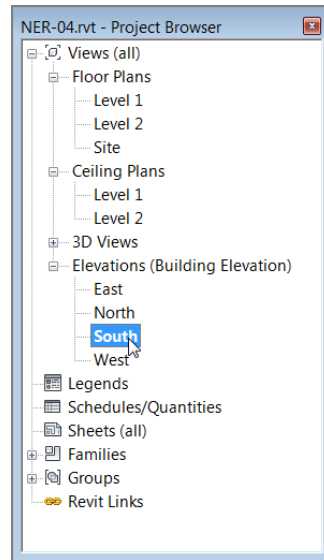 NER-04.rvt - Project Browser
Views (all)
Floor Plans
Level 1
Level 2
Site
Ceiling Plans
Level 1
Level 2
3D Views
Elevations (Building Elevation)
East
North
South
West
Legends
Schedules/Quantities
Sheets (all)
Families
Groups
Revit Links